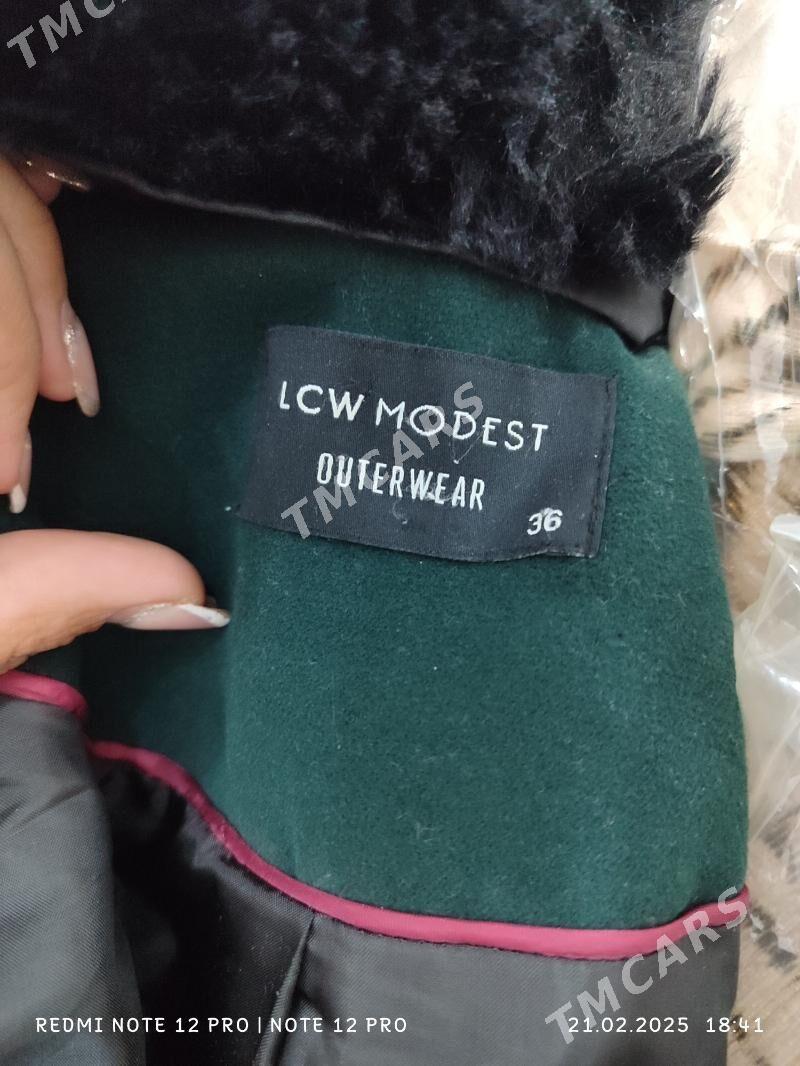 TMCARS
LCW MODEST
OUTERWEAR
36
TMCARS
TMCARS
REDMI NOTE 12 PRO | NOTE 12 PRO
21.02.2025 18:41